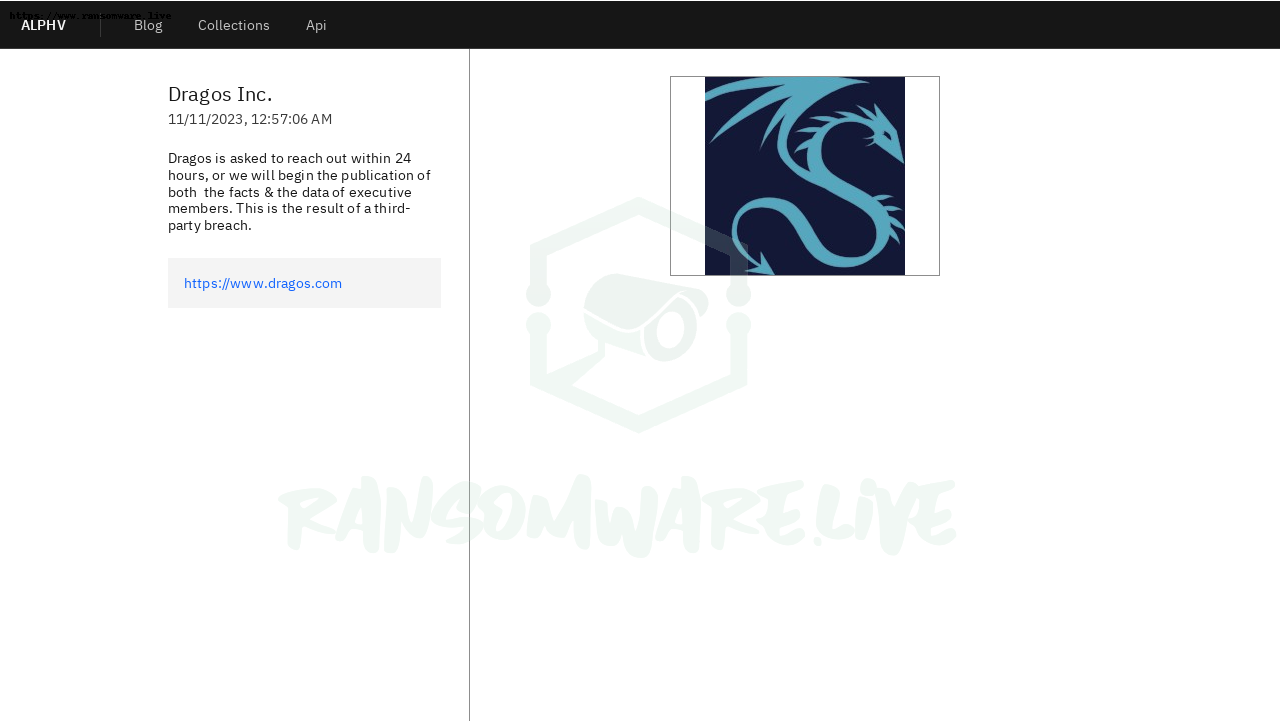 https://www.ransomware.live
ALPHV
Blog
Collections
Api
Dragos Inc.
11/11/2023, 12:57:06 AM
Dragos is asked to reach out within 24
hours, or we will begin the publication of
both  the facts & the data of executive
members. This is the result of a third-
party breach.
https://www.dragos.com
RANSOMWARE.LIVE